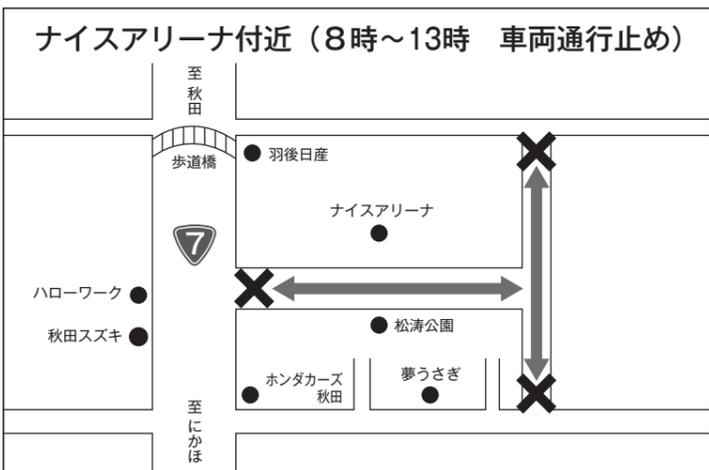 ナイスアリーナ付近（８時～13時　車両通行止め）
至 秋田
歩道橋
羽後日産
ナイスアリーナ
7
ハローワーク
秋田スズキ
松涛公園
ホンダカーズ
秋田
夢うさぎ
至 にかほ